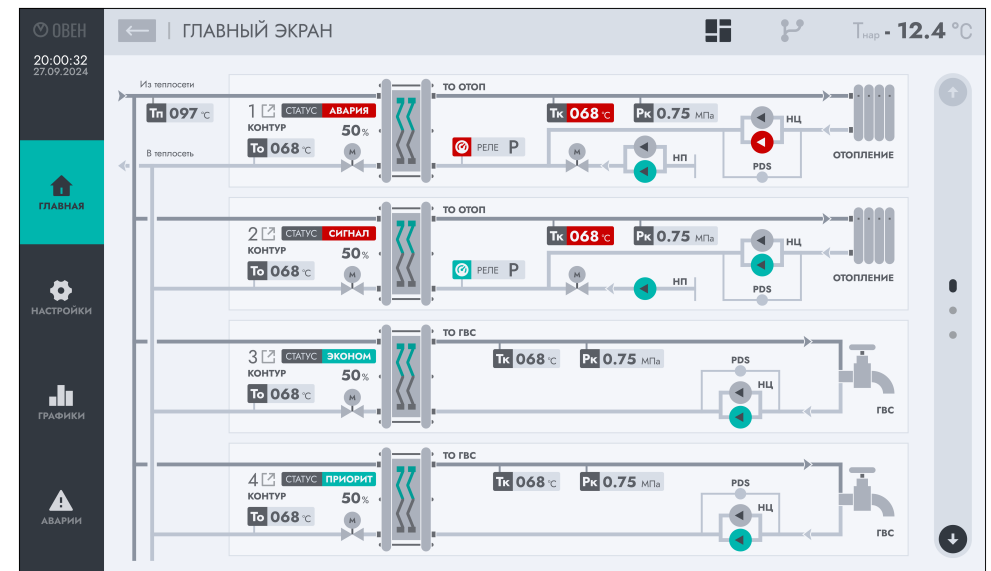 ОВЕН
ГЛАВНЫЙ ЭКРАН
Tнар - 12.4 °C
20:00:32
27.09.2024
ГЛАВНАЯ
НАСТРОЙКИ
ГРАФИКИ
АВАРИИ
Из теплосети
Тп 097 °C
В теплосеть
1 СТАТУС АВАРИЯ
КОНТУР 50%
То 068 °C
М
ТО ОТОП
РЕЛЕ Р
Тк 068 °C
Рк 0.75 МПа
М
НП
НЦ
PDS
ОТОПЛЕНИЕ
2 СТАТУС СИГНАЛ
КОНТУР 50%
То 068 °C
М
ТО ОТОП
РЕЛЕ Р
Тк 068 °C
Рк 0.75 МПа
М
НП
НЦ
PDS
ОТОПЛЕНИЕ
3 СТАТУС ЭКОНОМ
КОНТУР 50%
То 068 °C
М
ТО ГВС
Тк 068 °C
Рк 0.75 МПа
PDS
НЦ
ГВС
4 СТАТУС ПРИОРИТ
КОНТУР 50%
То 068 °C
М
ТО ГВС
Тк 068 °C
Рк 0.75 МПа
PDS
НЦ
ГВС